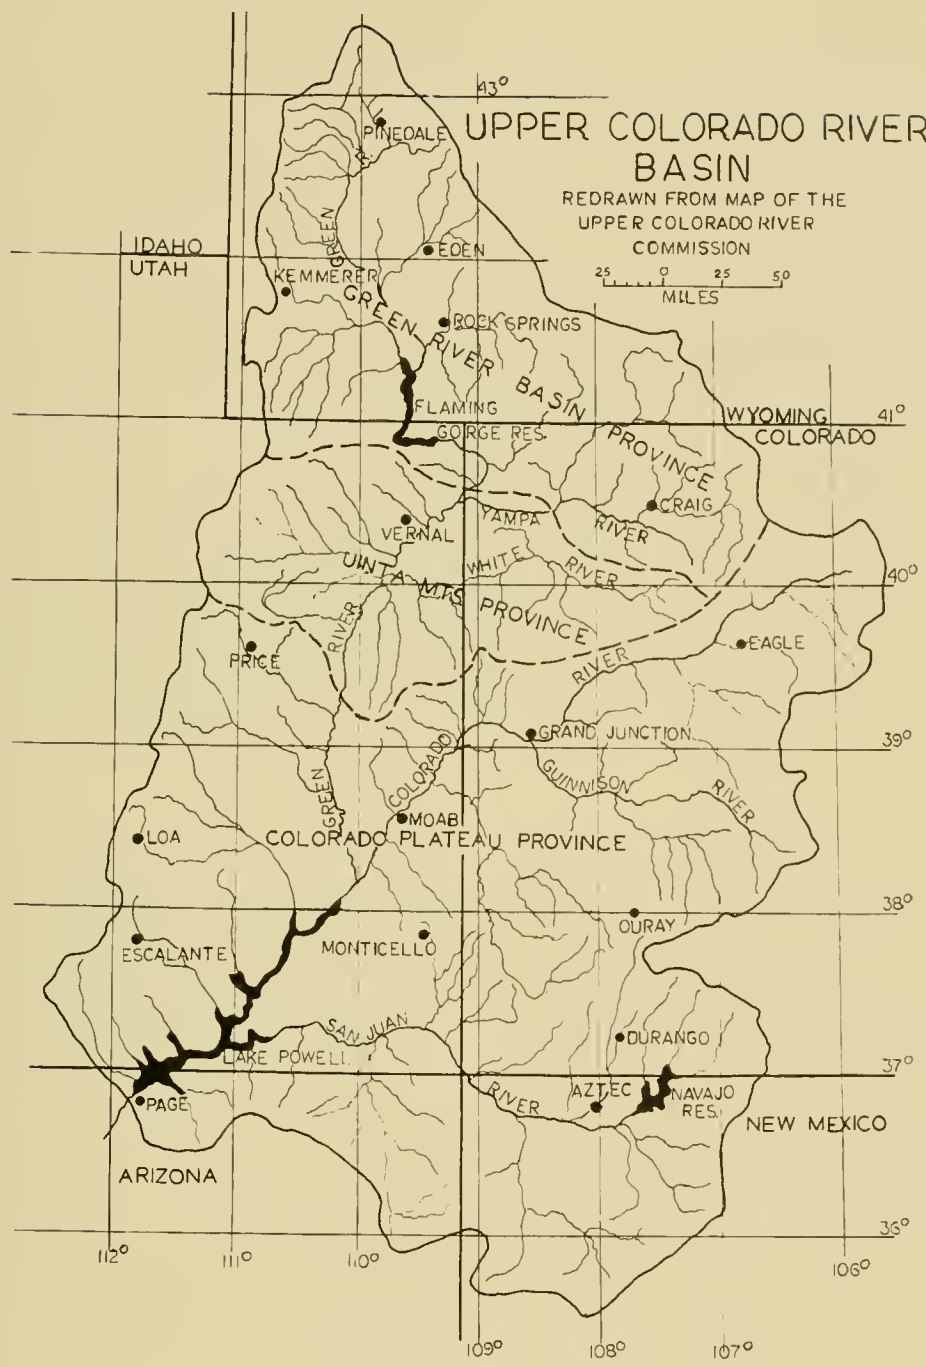 43°
UPPER COLORADO RIVER
BASIN
REDRAWN FROM MAP OF THE
UPPER COLORADO RIVER
COMMISSION
25 0 25 50
MILES
PINEDALE
GREEN R.
IDAHO
UTAH
EDEN
KEMMERER
ROCK SPRINGS
GREEN RIVER BASIN PROVINCE
FLAMING
GORGE RES.
WYOMING
COLORADO
41°
CRAIG
YAMPA RIVER
VERNAL
WHITE RIVER
UINTA MTS. PROVINCE
40°
GREEN RIVER
PRICE
EAGLE
COLORADO RIVER
GRAND JUNCTION
39°
GUINNISON RIVER
MOAB
LOA
COLORADO PLATEAU PROVINCE
38°
OURAY
MONTICELLO
ESCALANTE
SAN JUAN RIVER
DURANGO
LAKE POWELL
37°
AZTEC
NAVAJO
RES.
PAGE
NEW MEXICO
ARIZONA
36°
112° 111° 110° 106°
109° 108° 107°